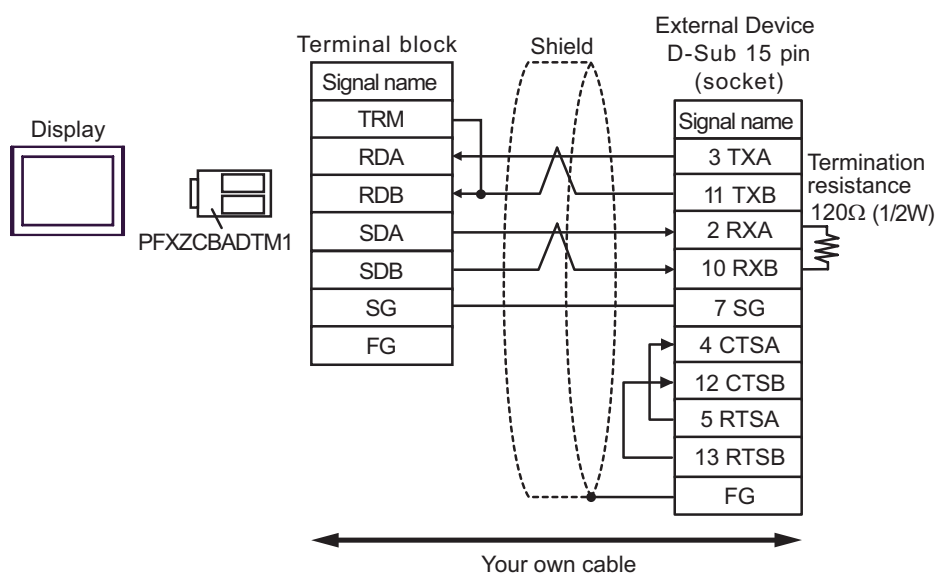 Display
PFXZCBADTM1
Terminal block
Signal name
TRM
RDA
RDB
SDA
SDB
SG
FG
Shield
External Device
D-Sub 15 pin
(socket)
Signal name
3 TXA
11 TXB
2 RXA
10 RXB
7 SG
4 CTSA
12 CTSB
5 RTSA
13 RTSB
FG
Termination
resistance
120Ω (1/2W)
Your own cable